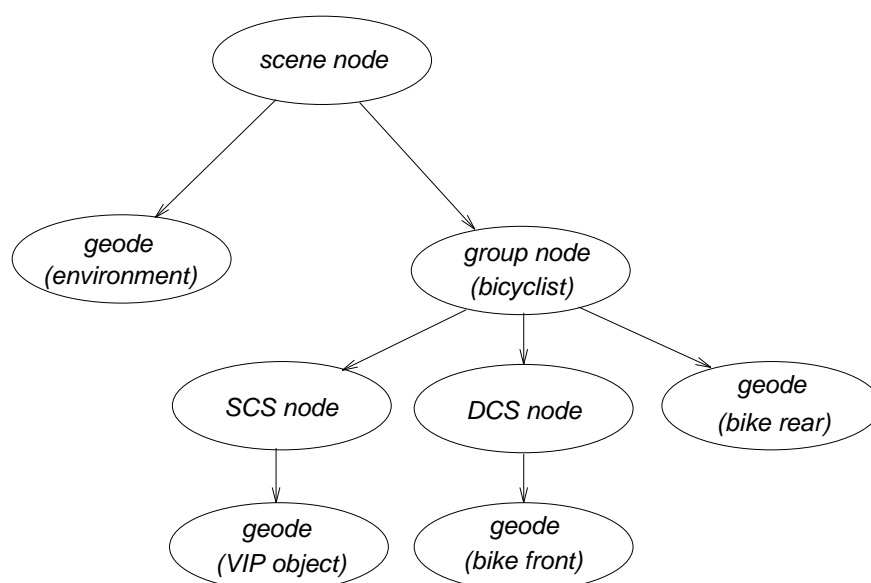 scene node
geode
(environment)
group node
(bicyclist)
SCS node
DCS node
geode
(bike rear)
geode
(VIP object)
geode
(bike front)